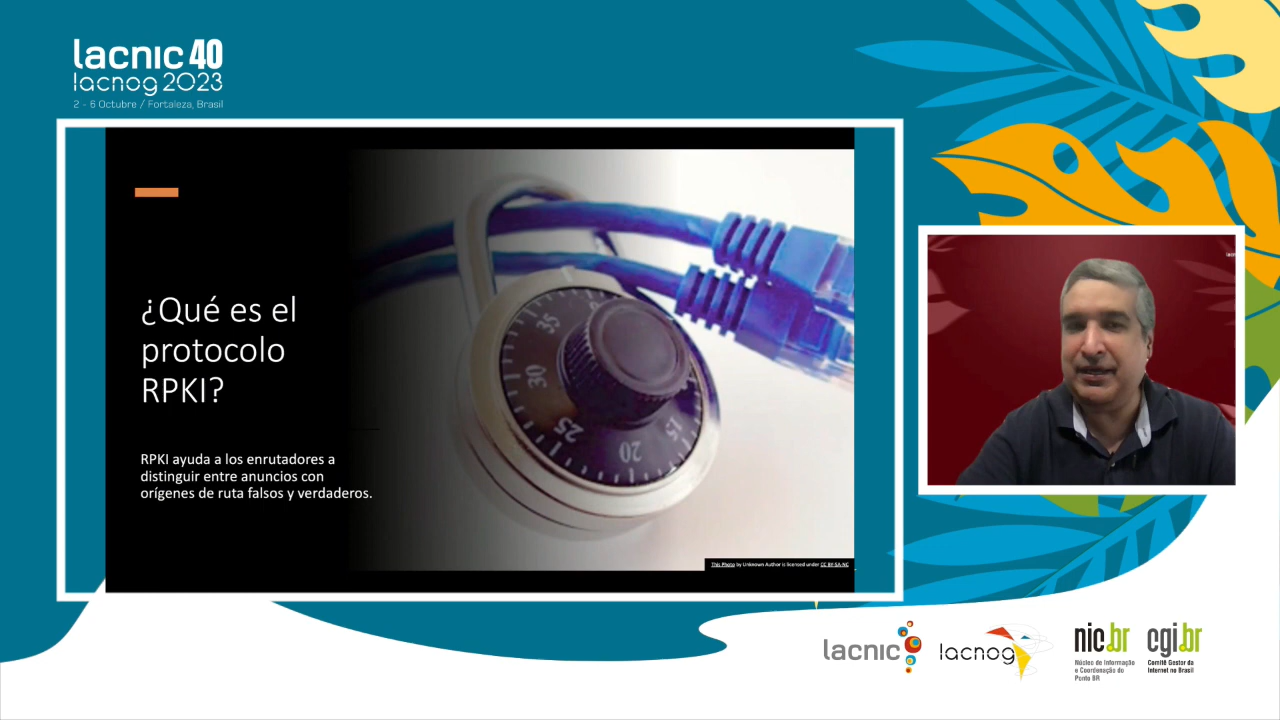 lacnic 40
lacnog 2023
2 - 6 Octubre / Fortaleza, Brasil
¿Qué es el
protocolo
RPKI?
RPKI ayuda a los enrutadores a
distinguir entre anuncios con
orígenes de ruta falsos y verdaderos.
35
30
25
20
15
This Photo by Unknown Author is licensed under CC BY-SA-NC
lacnic
lacnog
nic.br
Núcleo de Informação
e Coordenação do
Ponto BR
cgi.br
Comitê Gestor da
Internet no Brasil